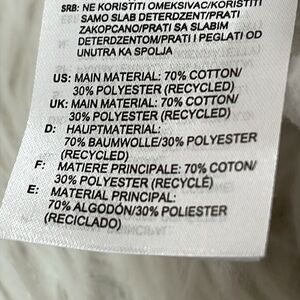 SRB: NE KORISTITI OMEKSIVAC/KORISTITI
SAMO SLAB DETERDZENT/PRATI
ZAKOPCANO/PRATI SA SLABIM
DETERDZENTOM/PRATI I PEGLATI OD
UNUTRA KA SPOLJA
US: MAIN MATERIAL: 70% COTTON/
30% POLYESTER (RECYCLED)
UK: MAIN MATERIAL: 70% COTTON/
30% POLYESTER (RECYCLED)
D: HAUPTMATERIAL:
70% BAUMWOLLE/30% POLYESTER
(RECYCLED)
F: MATIERE PRINCIPALE: 70% COTON/
30% POLYESTER (RECYCLÉ)
E: MATERIAL PRINCIPAL:
70% ALGODÓN/30% POLIESTER
(RECICLADO)